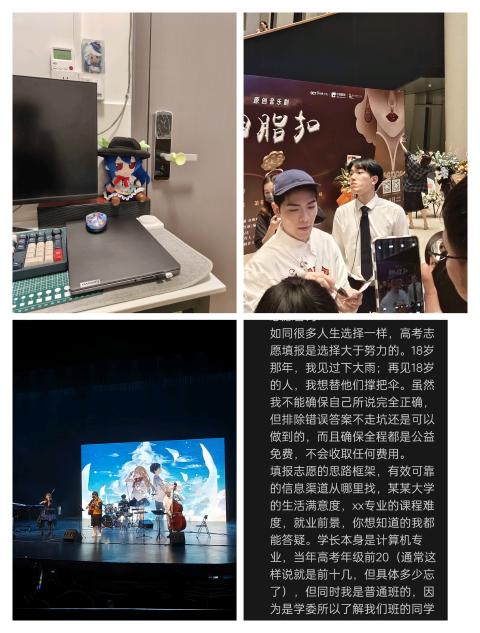 原创音乐剧
胭脂扣
如同很多人生选择一样，高考志
愿填报是选择大于努力的。18岁
那年，我见过下大雨；再见18岁
的人，我想替他们撑把伞。虽然
我不能确保自己所说完全正确，
但排除错误答案不走坑还是可以
做到的，而且确保全程都是公益
免费，不会收取任何费用。
填报志愿的思路框架，有效可靠
的信息渠道从哪里找，某某大学
的生活满意度，xx专业的课程难
度，就业前景，你想知道的我都
能答疑。学长本身是计算机专
业，当年高考年级前20（通常这
样说就是前十几，但具体多少忘
了），但同时我是普通班的，因
为是学委所以了解我们班的同学